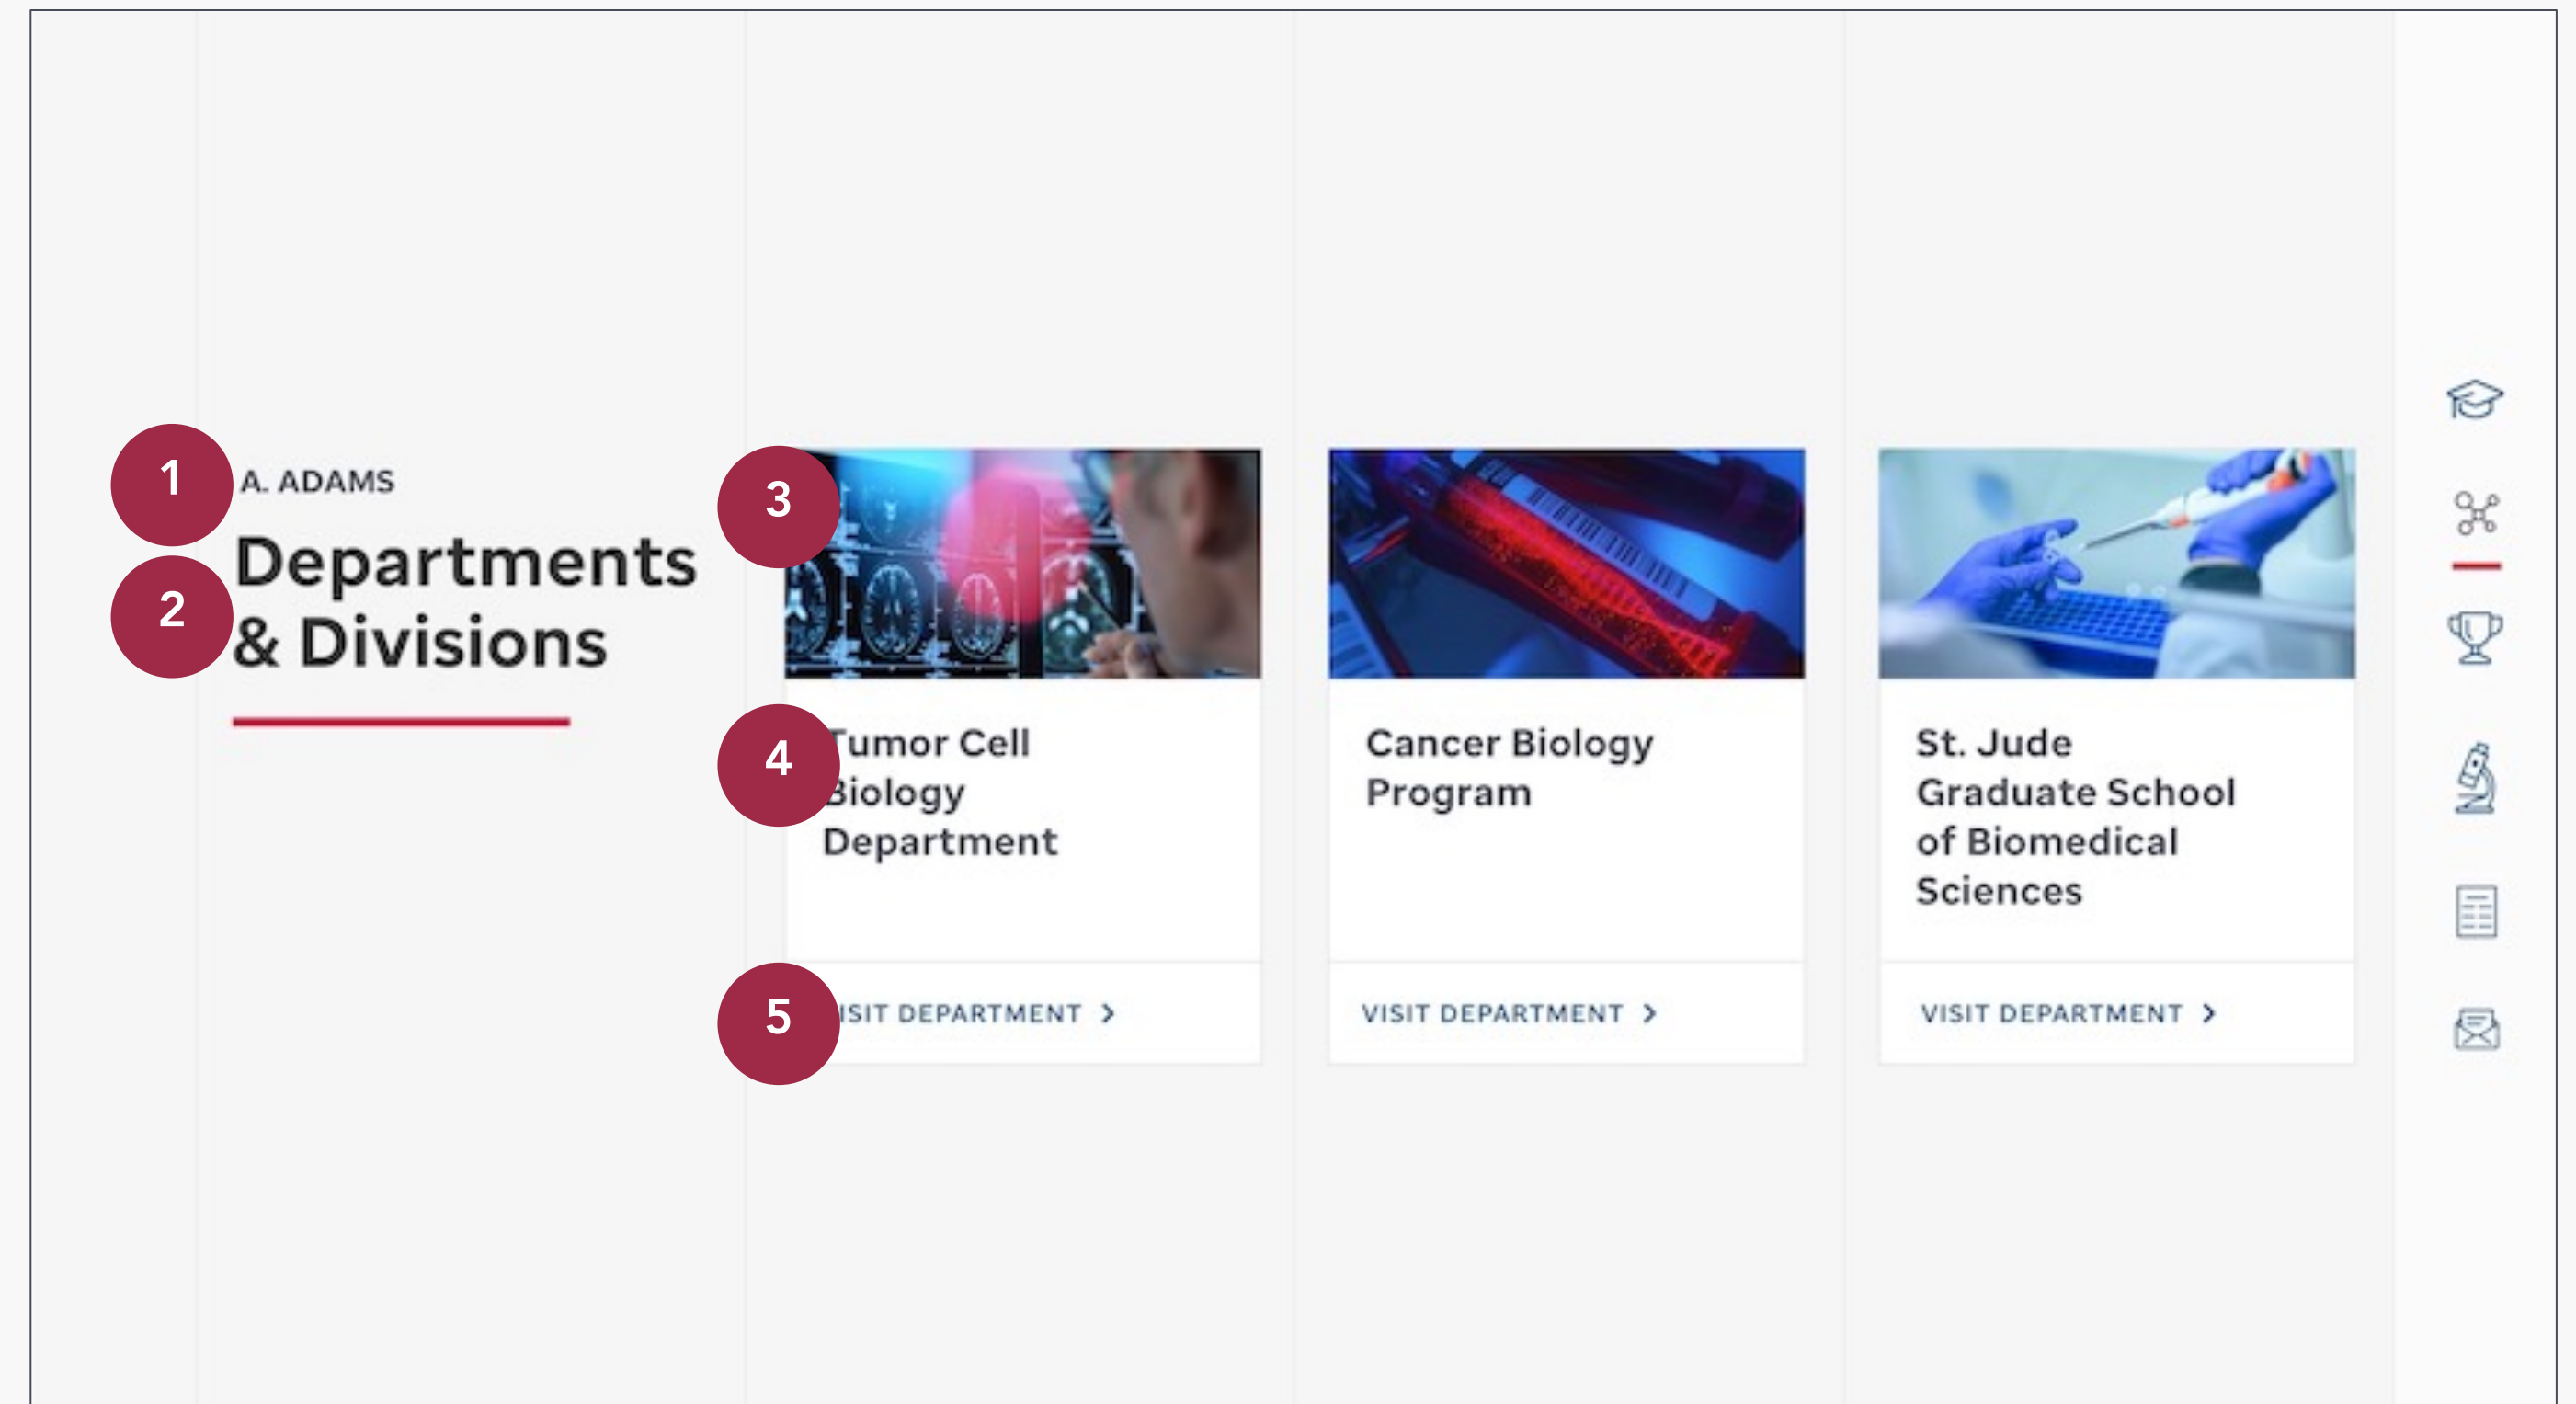 1
A. ADAMS
2
Departments
& Divisions
3
4
Tumor Cell
Biology
Department
5
VISIT DEPARTMENT
Cancer Biology
Program
VISIT DEPARTMENT
St. Jude
Graduate School
of Biomedical
Sciences
VISIT DEPARTMENT